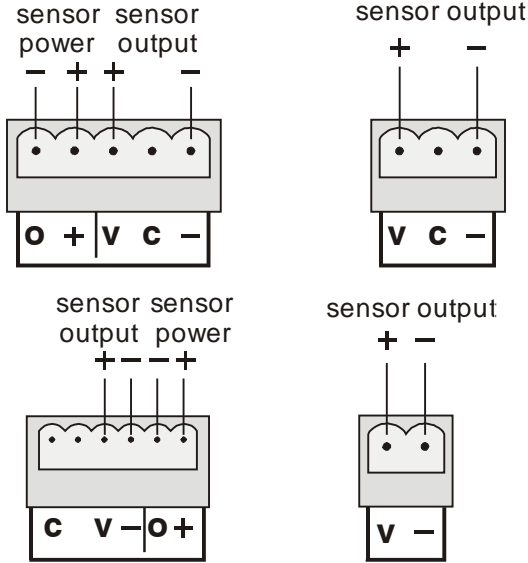 sensor sensor
power output
− + + −
O + V C −
sensor output
+ −
V C −
sensor sensor
output power
+ − − +
C V − O +
sensor output
+ −
V −